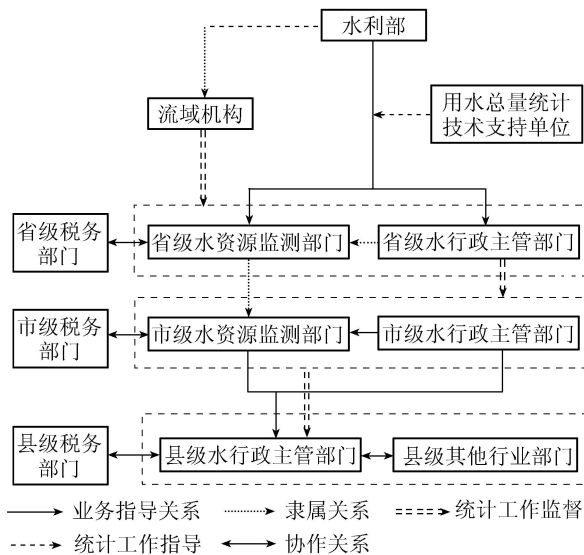 水利部
流域机构
用水总量统计
技术支持单位
省级税务
部门
省级水资源监测部门
省级水行政主管部门
市级税务
部门
市级水资源监测部门
市级水行政主管部门
县级税务
部门
县级水行政主管部门
县级其他行业部门
业务指导关系
隶属关系
统计工作监督
统计工作指导
协作关系